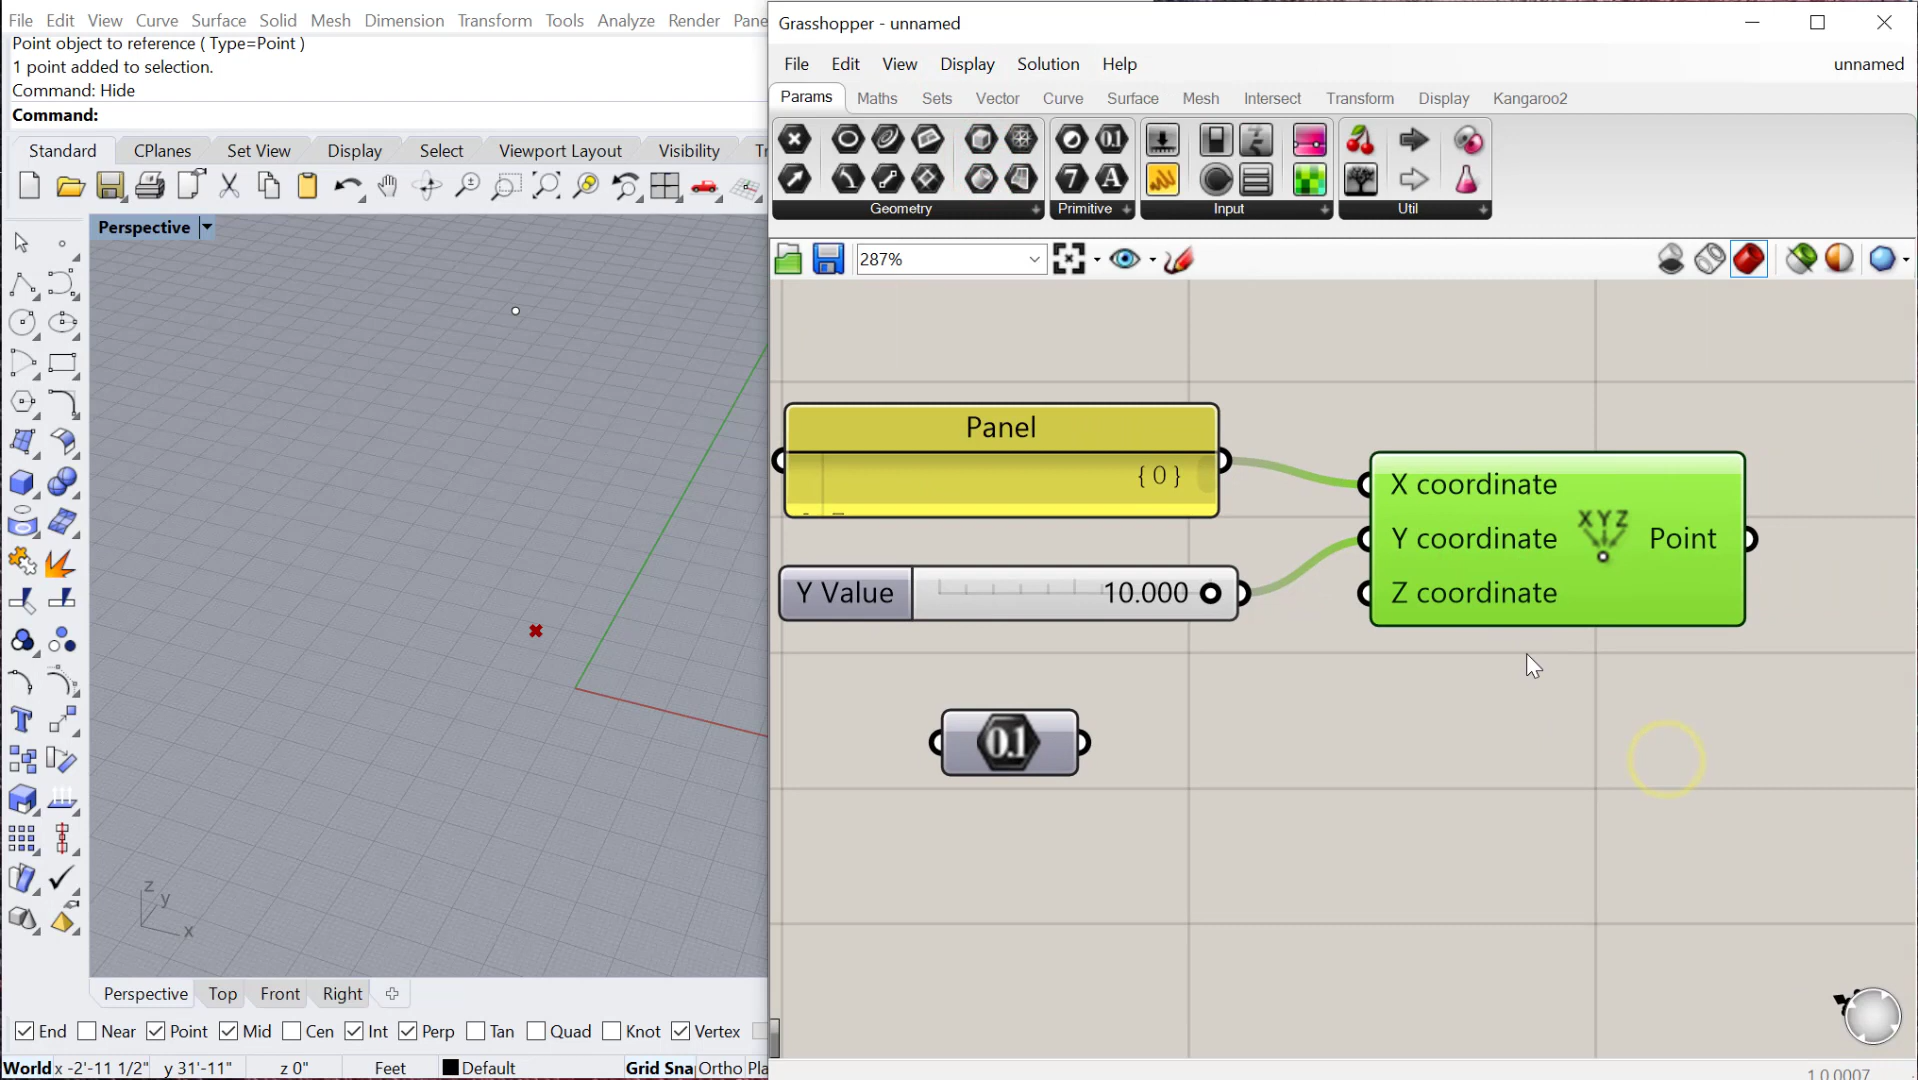 File Edit View Curve Surface Solid Mesh Dimension Transform Tools Analyze Render Pane
Point object to reference ( Type=Point )
1 point added to selection.
Command: Hide
Command:
Standard CPlanes Set View Display Select Viewport Layout Visibility
Perspective
z
y
x
Perspective Top Front Right
End Near Point Mid Cen Int Perp Tan Quad Knot Vertex
World x -2'-11 1/2" y 31'-11" z 0" Feet Default Grid Sna Ortho Pla
Grasshopper - unnamed
File Edit View Display Solution Help unnamed
Params Maths Sets Vector Curve Surface Mesh Intersect Transform Display Kangaroo2
0.1
7 A
Geometry Primitive Input Util
287%
Panel
{ 0 }
X coordinate
Y coordinate XYZ Point
Z coordinate
Y Value 10.000
0.1
1.0.0007